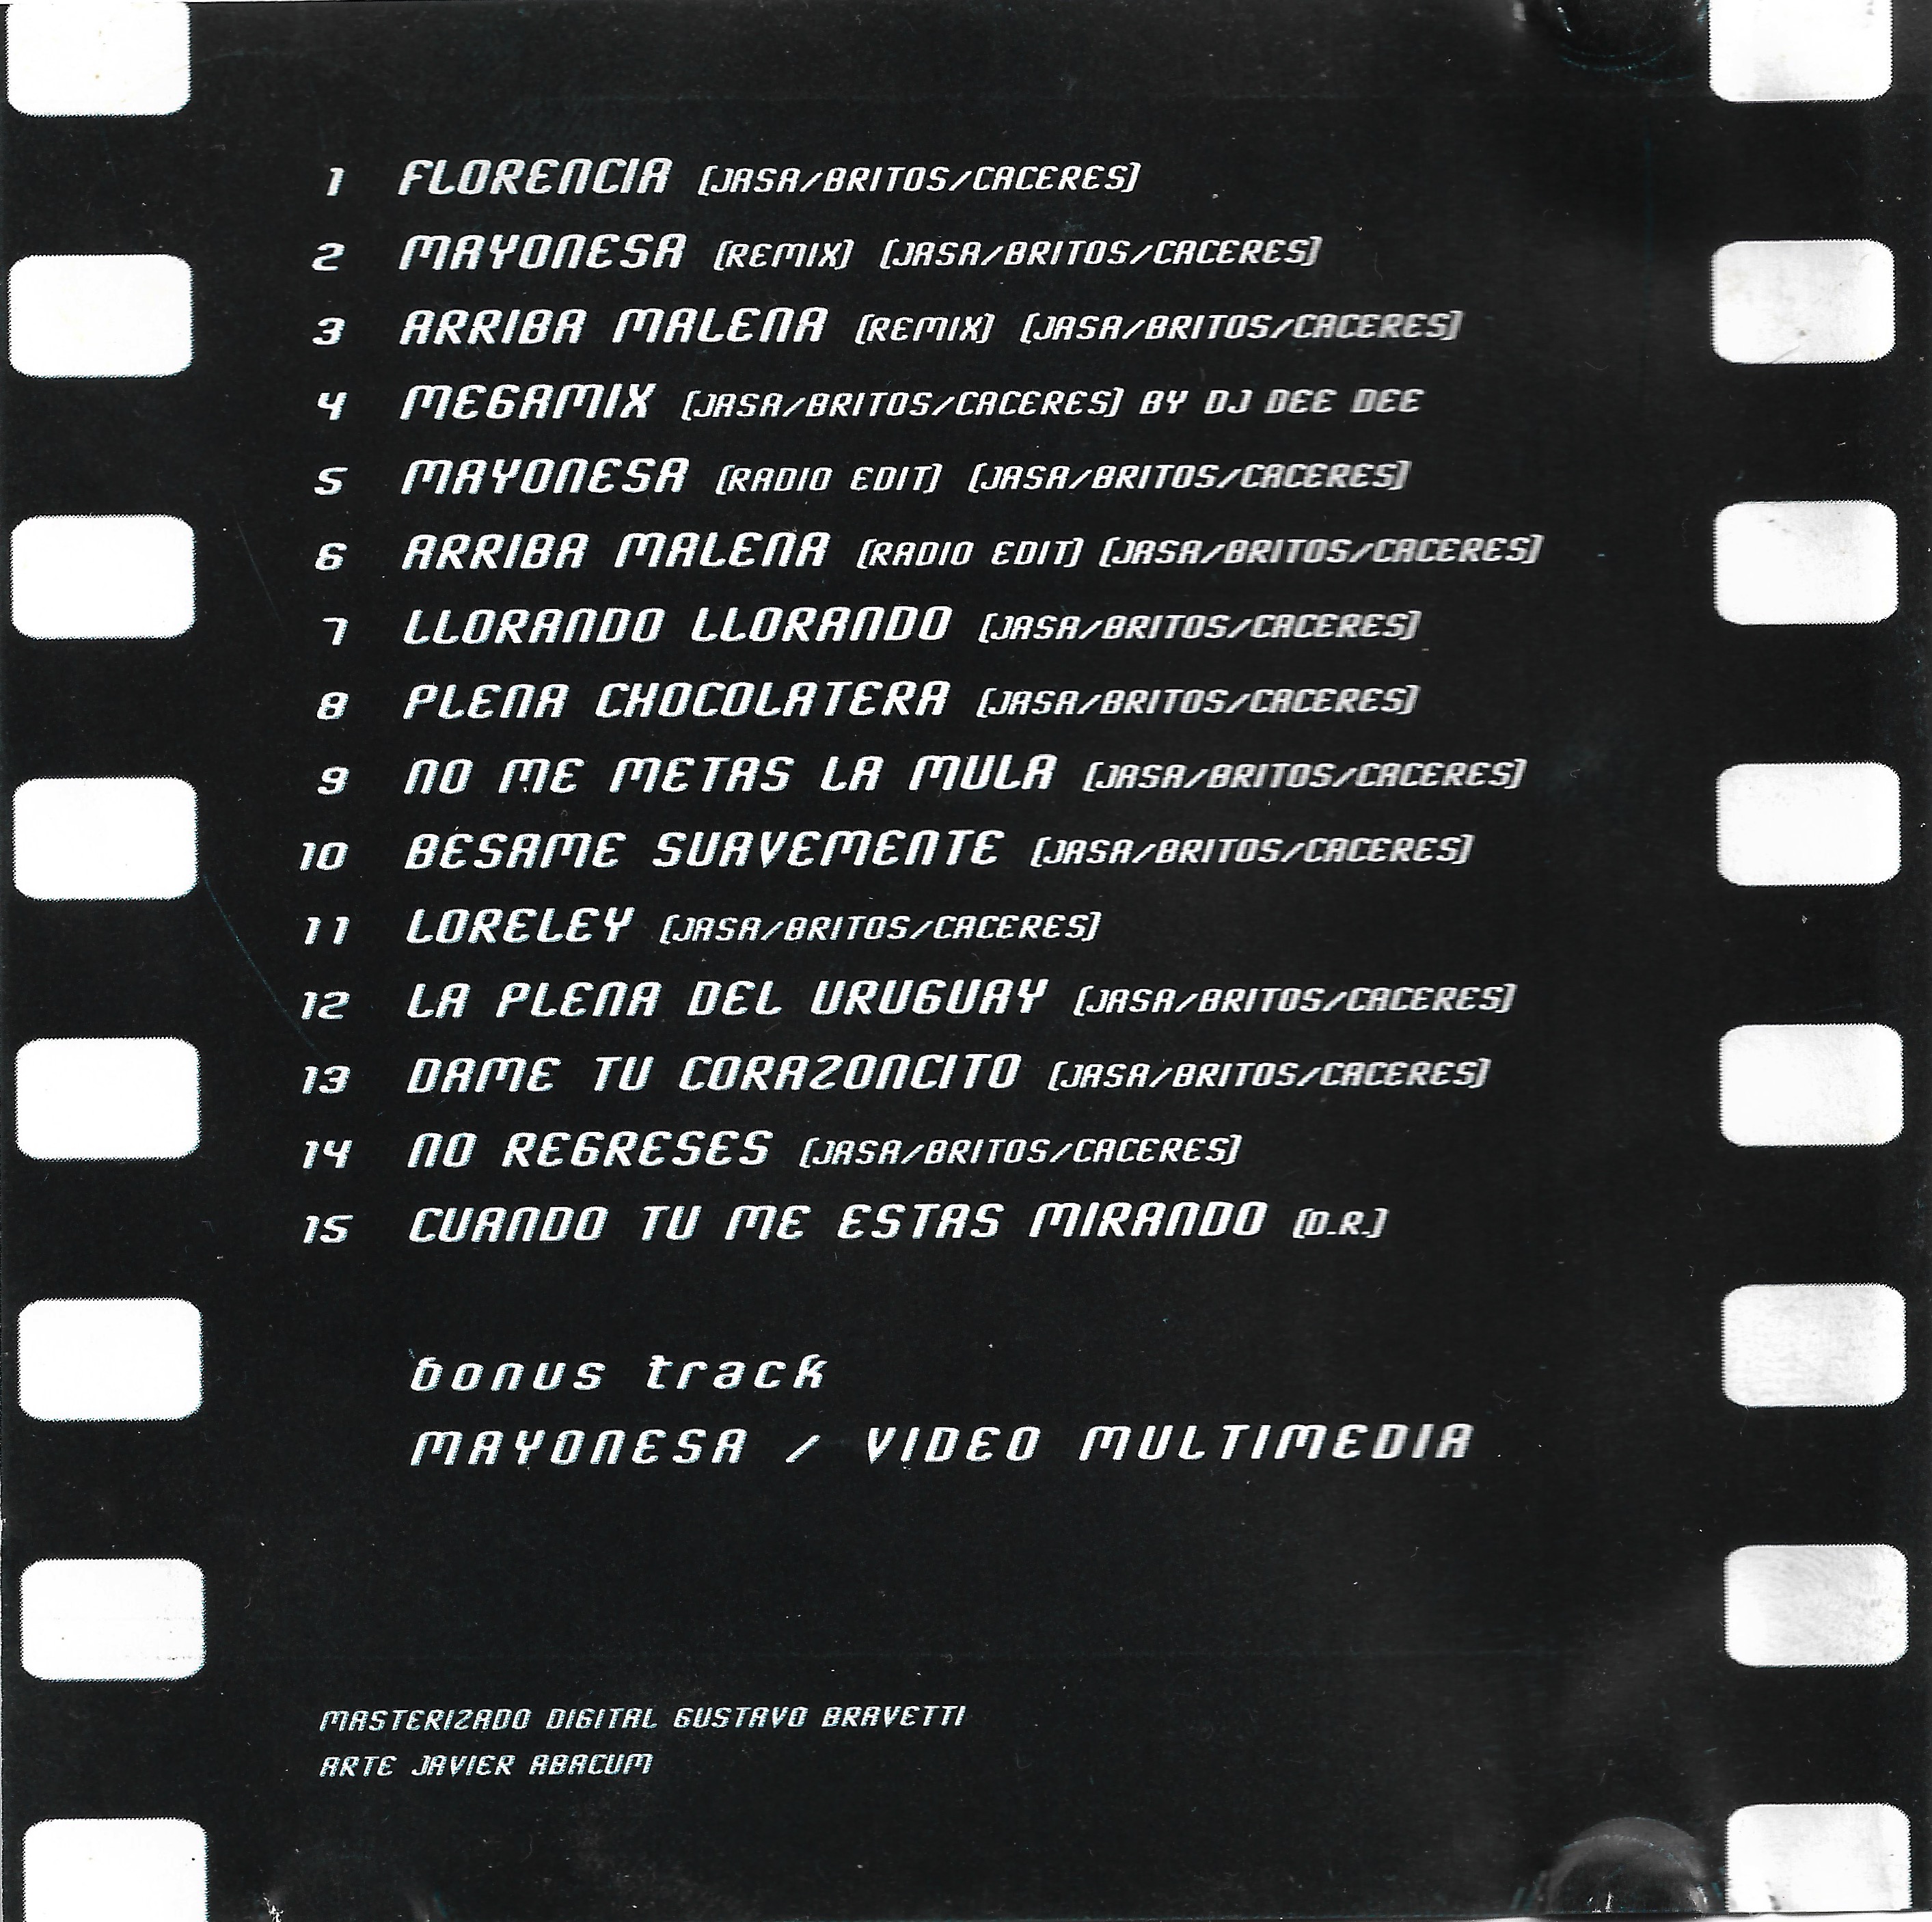 1 FLORENCIA (JASA/BRITOS/CACERES)
2 MAYONESA (REMIX) (JASA/BRITOS/CACERES)
3 ARRIBA MALENA (REMIX) (JASA/BRITOS/CACERES)
4 MEGAMIX (JASA/BRITOS/CACERES) BY DJ DEE DEE
5 MAYONESA (RADIO EDIT) (JASA/BRITOS/CACERES)
6 ARRIBA MALENA (RADIO EDIT) (JASA/BRITOS/CACERES)
7 LLORANDO LLORANDO (JASA/BRITOS/CACERES)
8 PLENA CHOCOLATERA (JASA/BRITOS/CACERES)
9 NO ME METAS LA MULA (JASA/BRITOS/CACERES)
10 BESAME SUAVEMENTE (JASA/BRITOS/CACERES)
11 LORELEY (JASA/BRITOS/CACERES)
12 LA PLENA DEL URUGUAY (JASA/BRITOS/CACERES)
13 DAME TU CORAZONCITO (JASA/BRITOS/CACERES)
14 NO REGRESES (JASA/BRITOS/CACERES)
15 CUANDO TU ME ESTAS MIRANDO (D.R.)
bonus track
MAYONESA / VIDEO MULTIMEDIA
MASTERIZADO DIGITAL GUSTAVO BRAVETTI
ARTE JAVIER ABACUM